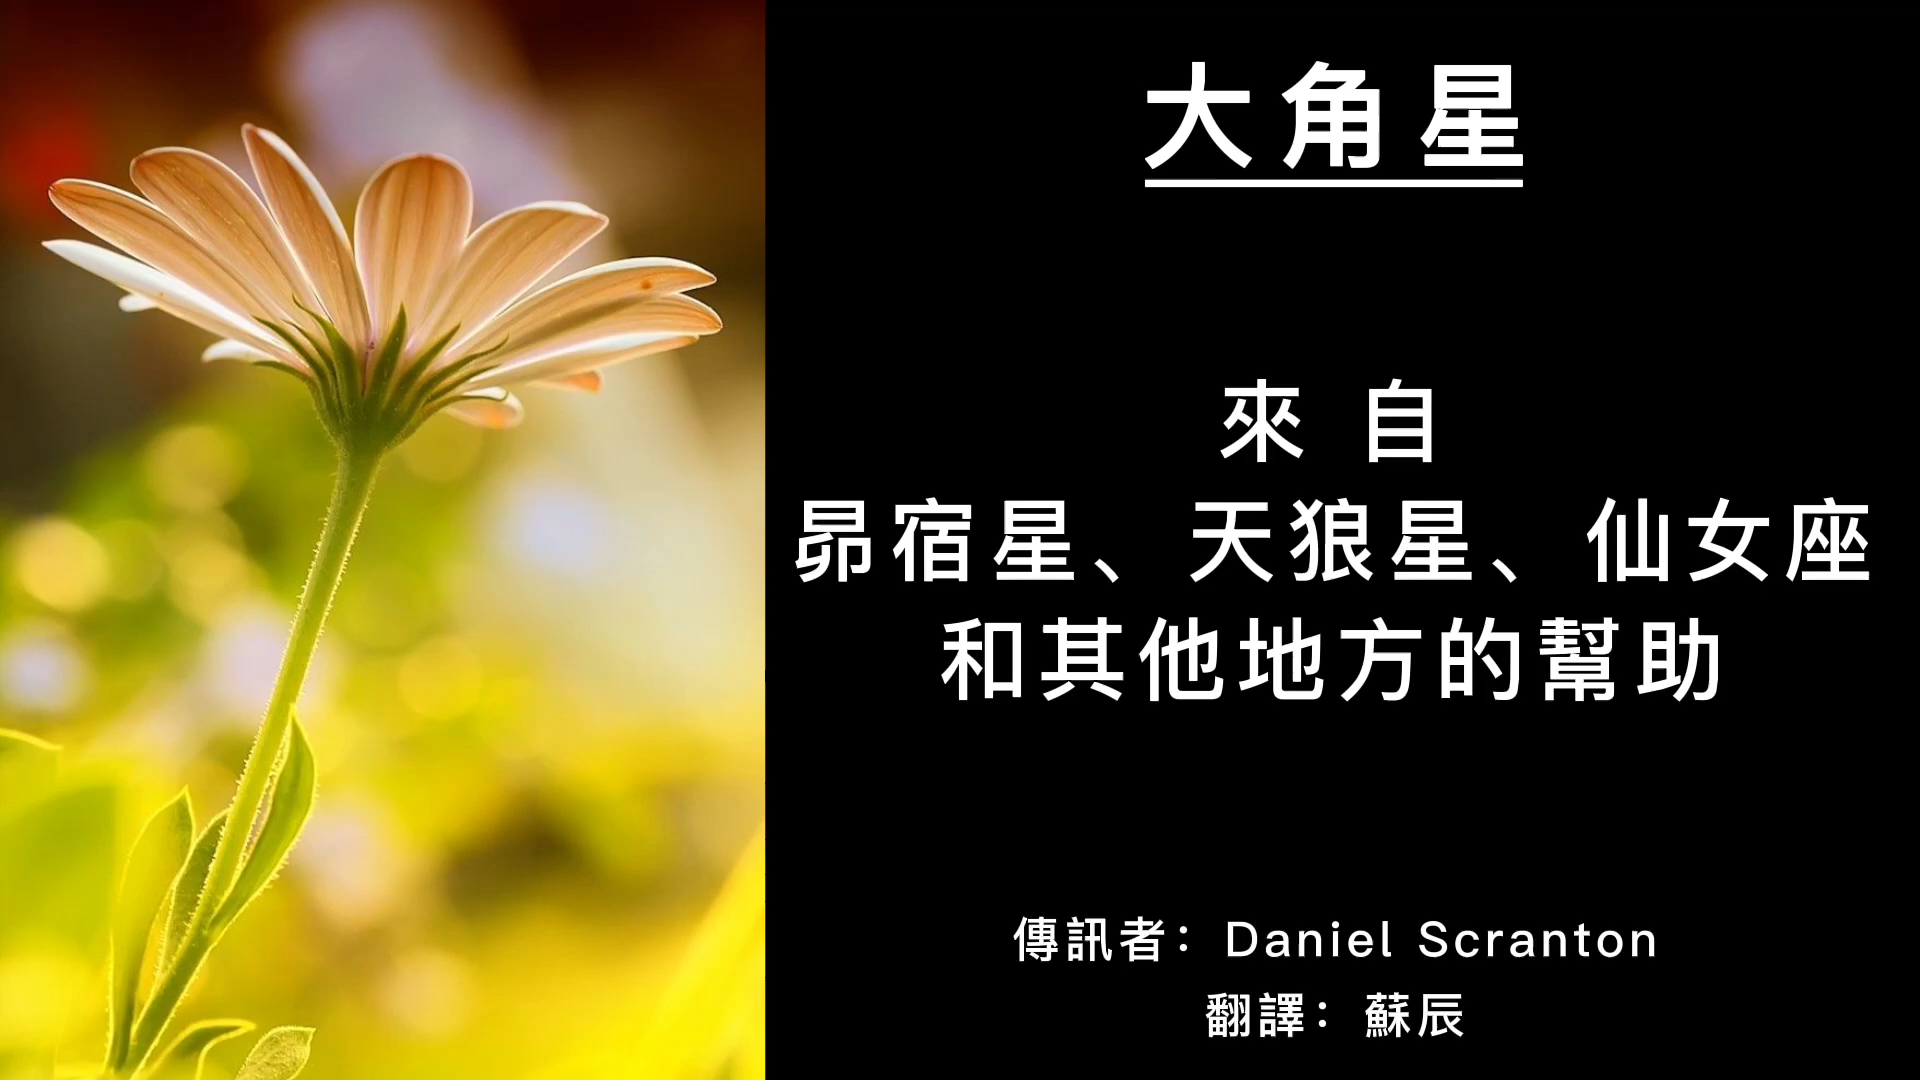 大角星
來 自
昴宿星、天狼星、仙女座
和其他地方的幫助
傳訊者：Daniel Scranton
翻譯：蘇辰